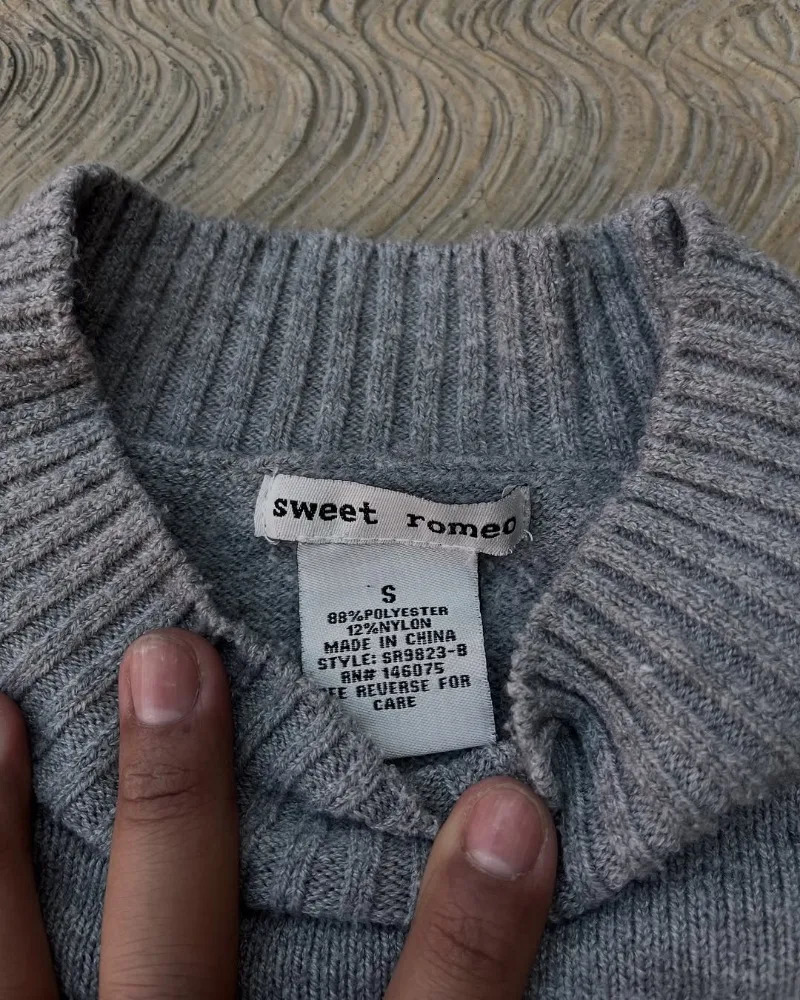 sweet romeo
S
88%POLYESTER
12%NYLON
MADE IN CHINA
STYLE: SR9823-B
RN# 146075
REVERSE FOR
CARE